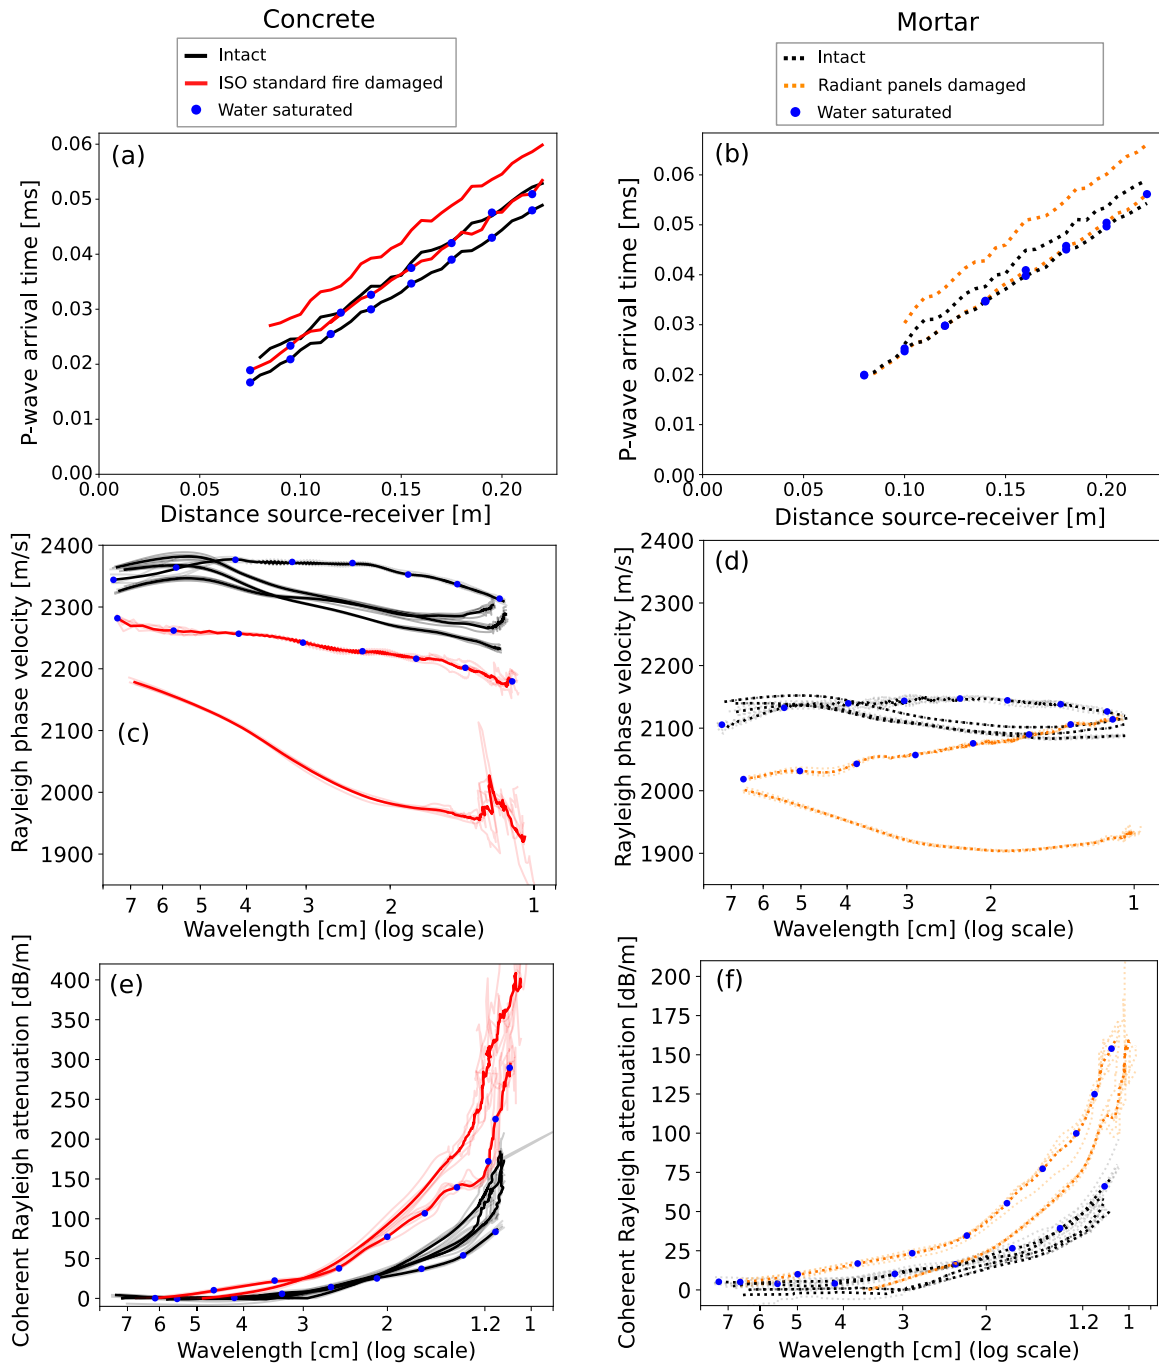 Concrete
Mortar
Intact
ISO standard fire damaged
Water saturated
Intact
Radiant panels damaged
Water saturated
(a)
P-wave arrival time [ms]
0.06
0.05
0.04
0.03
0.02
0.01
0.00
0.00 0.05 0.10 0.15 0.20
Distance source-receiver [m]
(b)
P-wave arrival time [ms]
0.06
0.05
0.04
0.03
0.02
0.01
0.00
0.00 0.05 0.10 0.15 0.20
Distance source-receiver [m]
(c)
Rayleigh phase velocity [m/s]
2400
2300
2200
2100
2000
1900
7 6 5 4 3 2 1
Wavelength [cm] (log scale)
(d)
Rayleigh phase velocity [m/s]
2400
2300
2200
2100
2000
1900
7 6 5 4 3 2 1
Wavelength [cm] (log scale)
(e)
Coherent Rayleigh attenuation [dB/m]
400
350
300
250
200
150
100
50
0
7 6 5 4 3 2 1.2 1
Wavelength [cm] (log scale)
(f)
Coherent Rayleigh attenuation [dB/m]
200
175
150
125
100
75
50
25
0
7 6 5 4 3 2 1.2 1
Wavelength [cm] (log scale)